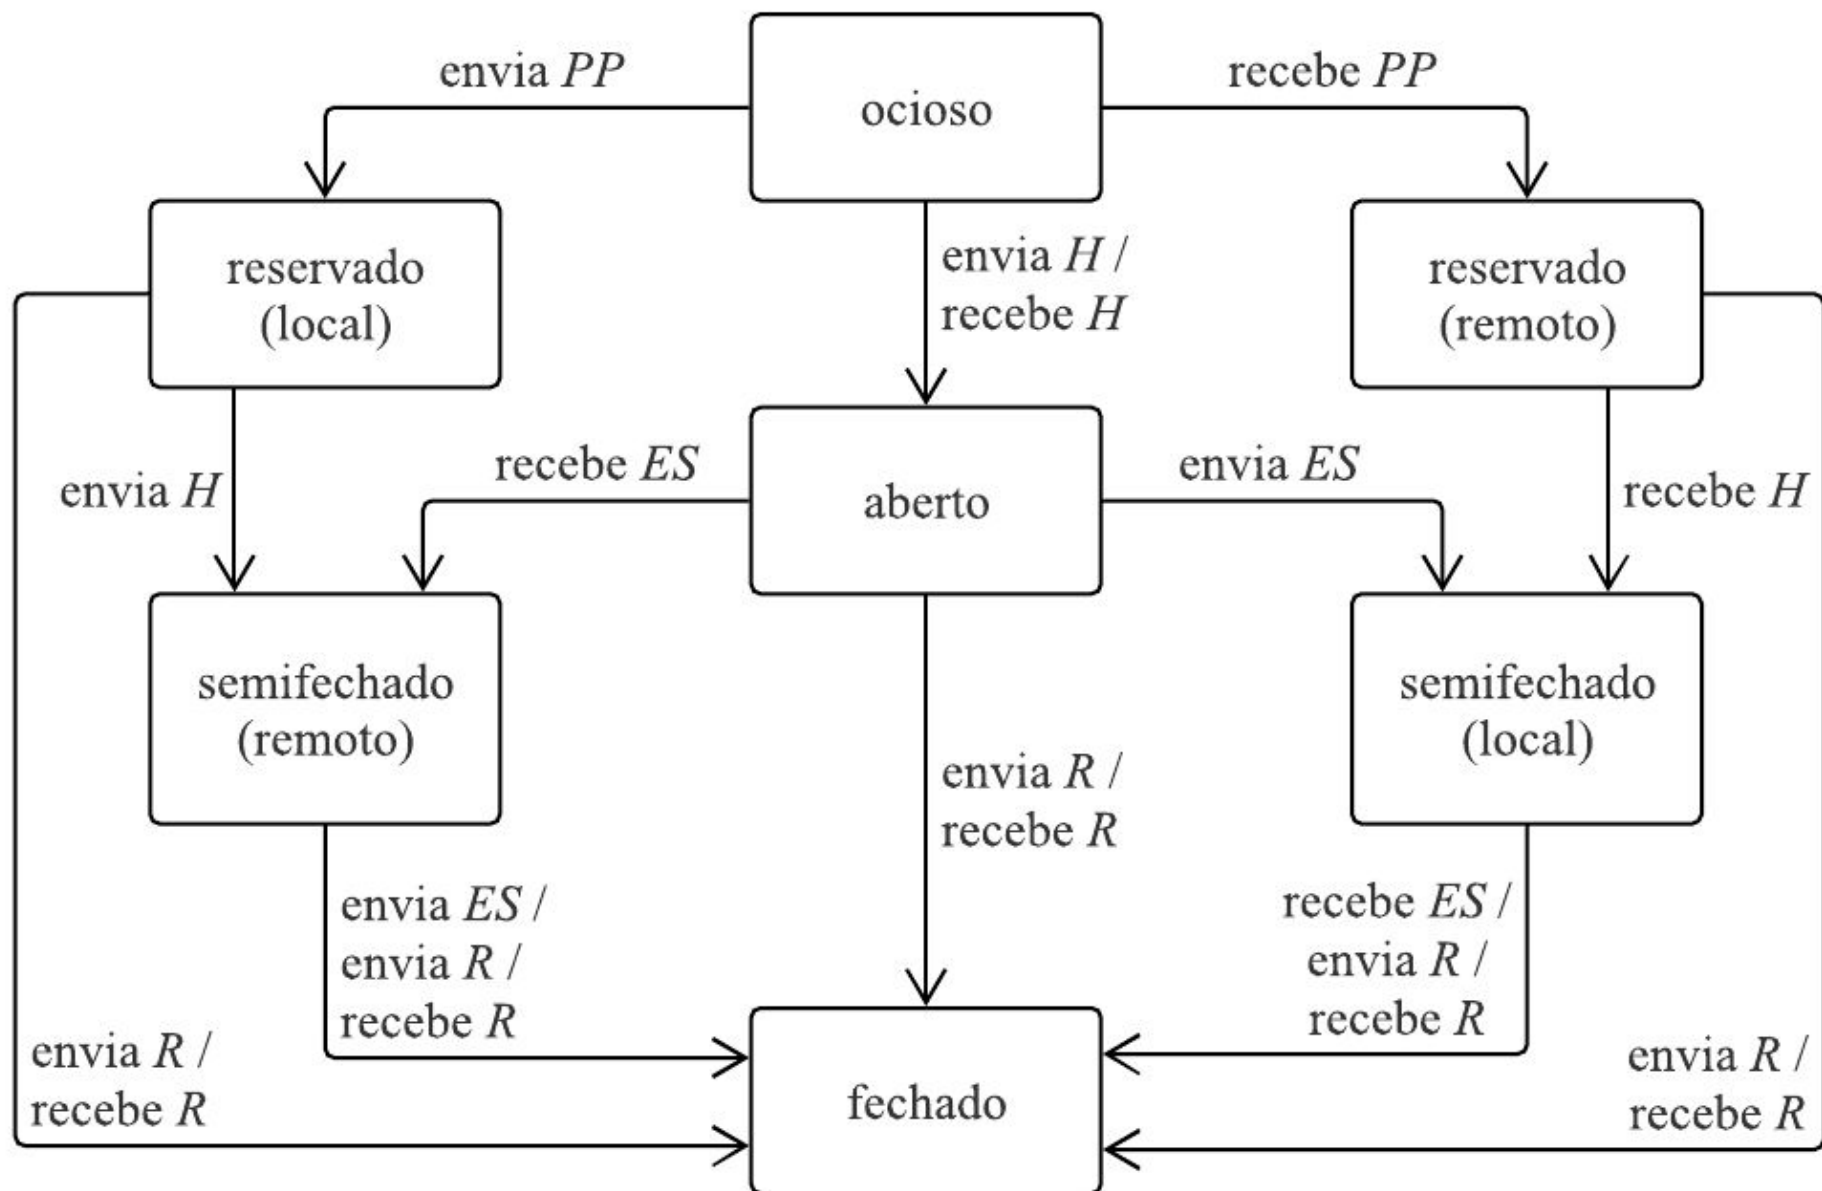 envia PP
ocioso
recebe PP
reservado
(local)
envia H /
recebe H
reservado
(remoto)
envia H
recebe ES
aberto
envia ES
recebe H
semifechado
(remoto)
envia R /
recebe R
semifechado
(local)
envia ES /
envia R /
recebe R
recebe ES /
envia R /
recebe R
envia R /
recebe R
fechado
envia R /
recebe R